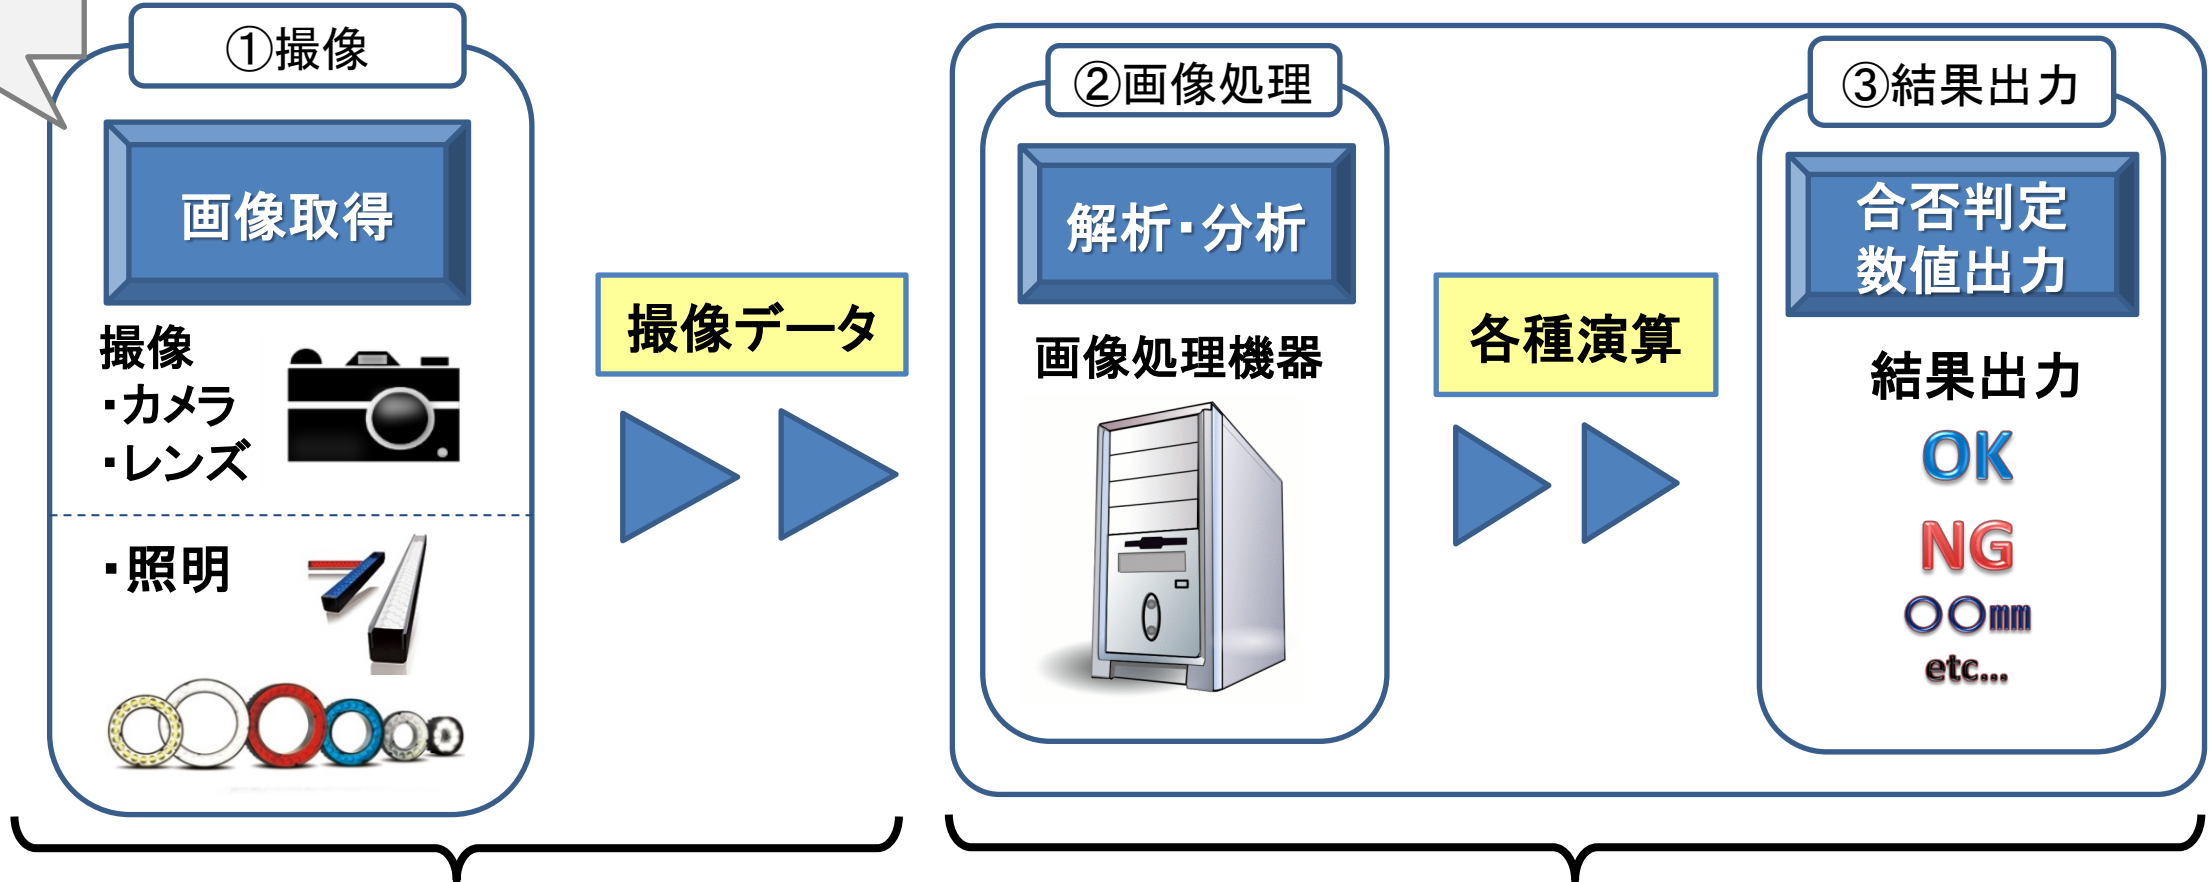 ①撮像
画像取得
撮像
・カメラ
・レンズ
・照明
撮像データ
②画像処理
解析・分析
画像処理機器
各種演算
③結果出力
合否判定
数値出力
結果出力
OK
NG
〇〇㎜
etc...